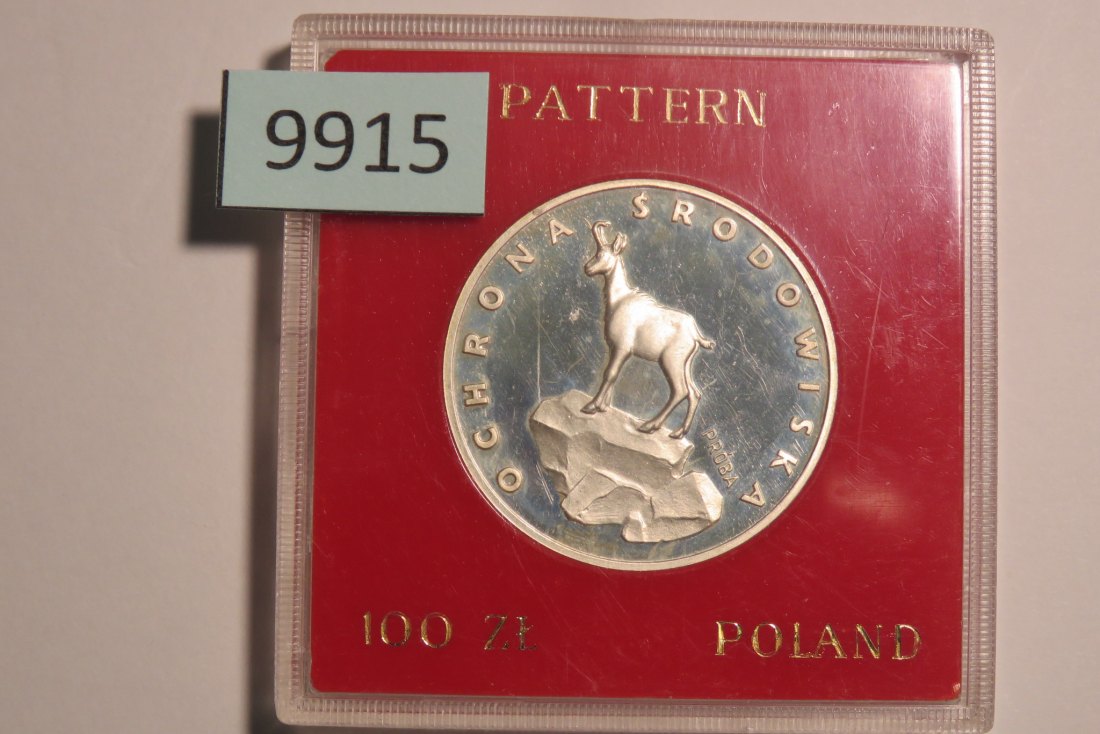 9915
PATTERN
OCHRONA ŚRODOWISKA
PRÓBA
100 ZŁ
POLAND